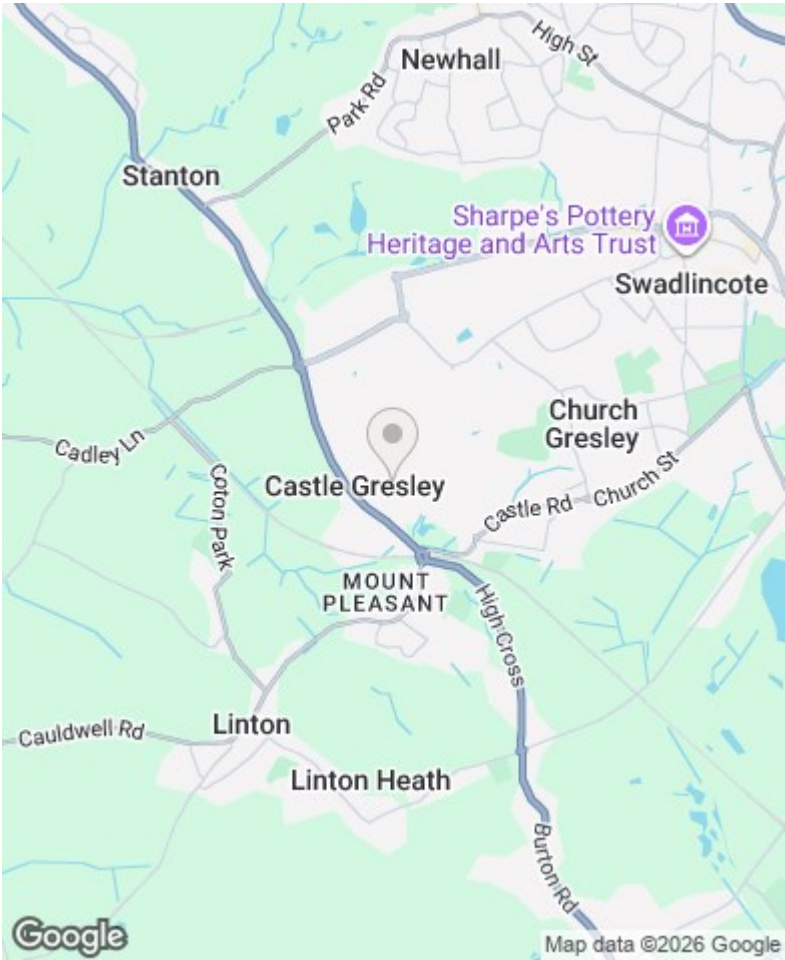 Newhall
High St
Park Rd
Stanton
Sharpe's Pottery
Heritage and Arts Trust
Swadlincote
Church
Gresley
Cadley Ln
Coton Park
Castle Gresley
Castle Rd
Church St
MOUNT
PLEASANT
High Cross
Cauldwell Rd
Linton
Linton Heath
Burton Rd
Google
Map data ©2026 Google